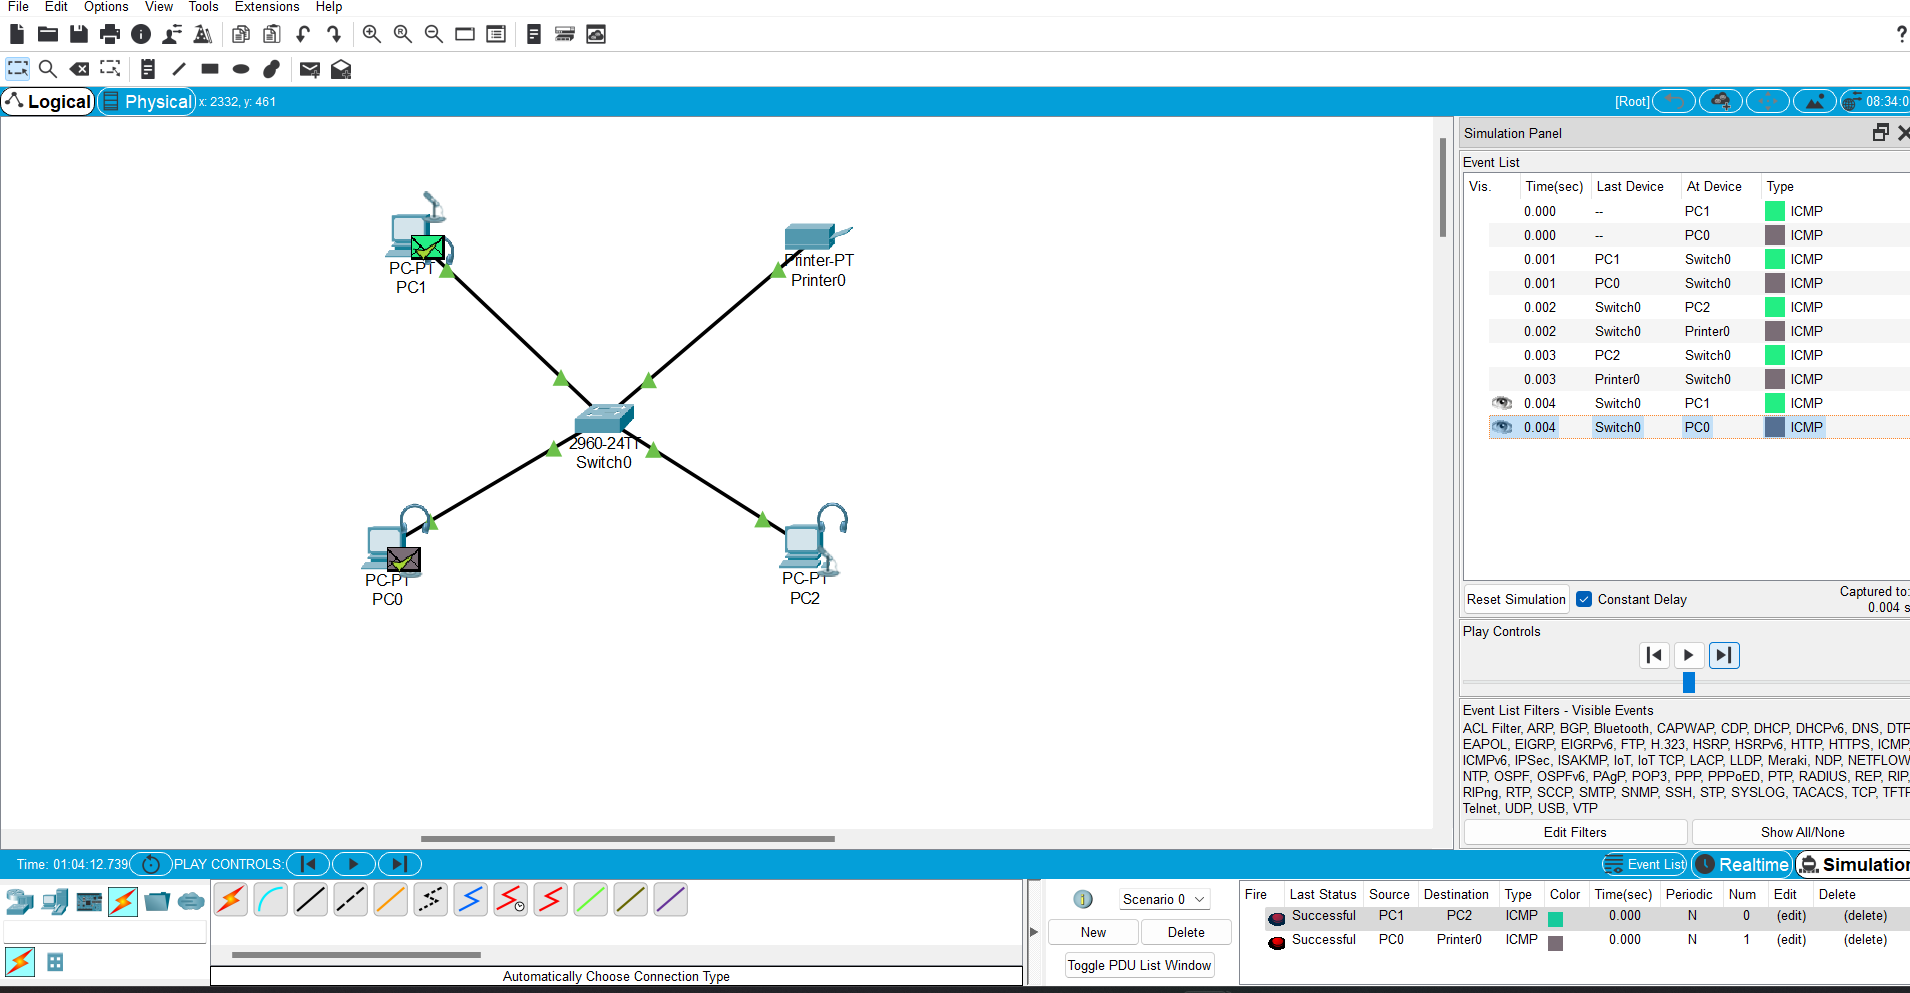 File Edit Options View Tools Extensions Help
?
Logical Physical x: 2332, y: 461 [Root] 08:34:0
Simulation Panel
Event List
Vis. Time(sec) Last Device At Device Type
0.000 -- PC1 ICMP
0.000 -- PC0 ICMP
0.001 PC1 Switch0 ICMP
0.001 PC0 Switch0 ICMP
0.002 Switch0 PC2 ICMP
0.002 Switch0 Printer0 ICMP
0.003 PC2 Switch0 ICMP
0.003 Printer0 Switch0 ICMP
0.004 Switch0 PC1 ICMP
0.004 Switch0 PC0 ICMP
PC-PT
PC1
Printer-PT
Printer0
2960-24TT
Switch0
PC-PT
PC0
PC-PT
PC2
Reset Simulation Constant Delay Captured to:
0.004 s
Play Controls
Event List Filters - Visible Events
ACL Filter, ARP, BGP, Bluetooth, CAPWAP, CDP, DHCP, DHCPv6, DNS, DTP
EAPOL, EIGRP, EIGRPv6, FTP, H.323, HSRP, HSRPv6, HTTP, HTTPS, ICMP,
ICMPv6, IPSec, ISAKMP, IoT, IoT TCP, LACP, LLDP, Meraki, NDP, NETFLOW
NTP, OSPF, OSPFv6, PAgP, POP3, PPP, PPPoED, PTP, RADIUS, REP, RIP,
RIPng, RTP, SCCP, SMTP, SNMP, SSH, STP, SYSLOG, TACACS, TCP, TFTP
Telnet, UDP, USB, VTP
Edit Filters Show All/None
Time: 01:04:12.739 PLAY CONTROLS: Event List Realtime Simulation
Scenario 0
New Delete
Toggle PDU List Window
Fire Last Status Source Destination Type Color Time(sec) Periodic Num Edit Delete
Successful PC1 PC2 ICMP 0.000 N 0 (edit) (delete)
Successful PC0 Printer0 ICMP 0.000 N 1 (edit) (delete)
Automatically Choose Connection Type